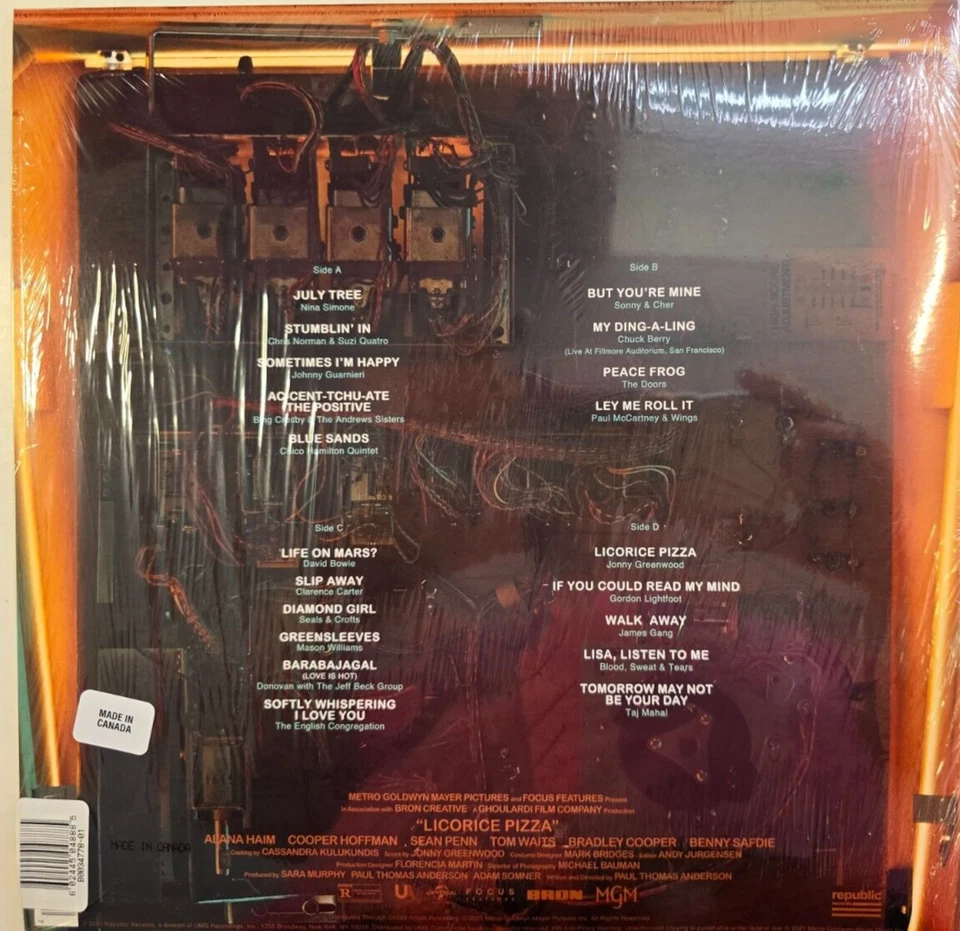 Side A
JULY TREE
Nina Simone
STUMBLIN' IN
Chris Norman & Suzi Quatro
SOMETIMES I'M HAPPY
Johnny Guarnieri
AC-CENT-TCHU-ATE
THE POSITIVE
Bing Crosby & The Andrews Sisters
BLUE SANDS
Chico Hamilton Quintet
Side B
BUT YOU'RE MINE
Sonny & Cher
MY DING-A-LING
Chuck Berry
(Live At Fillmore Auditorium, San Francisco)
PEACE FROG
The Doors
LEY ME ROLL IT
Paul McCartney & Wings
Side C
LIFE ON MARS?
David Bowie
SLIP AWAY
Clarence Carter
DIAMOND GIRL
Seals & Crofts
GREENSLEEVES
Mason Williams
BARABAJAGAL
(LOVE IS HOT)
Donovan with The Jeff Beck Group
SOFTLY WHISPERING
I LOVE YOU
The English Congregation
Side D
LICORICE PIZZA
Jonny Greenwood
IF YOU COULD READ MY MIND
Gordon Lightfoot
WALK AWAY
James Gang
LISA, LISTEN TO ME
Blood, Sweat & Tears
TOMORROW MAY NOT
BE YOUR DAY
Taj Mahal
MADE IN
CANADA
METRO GOLDWYN MAYER PICTURES and FOCUS FEATURES Present
In Association with BRON CREATIVE A GHOULARDI FILM COMPANY Production
"LICORICE PIZZA"
ALANA HAIM COOPER HOFFMAN SEAN PENN TOM WAITS BRADLEY COOPER BENNY SAFDIE
Casting by CASSANDRA KULUKUNDIS Score by JONNY GREENWOOD Costume Designer MARK BRIDGES Editor ANDY JURGENSEN
Production Designer FLORENCIA MARTIN Director of Photography MICHAEL BAUMAN
Produced by SARA MURPHY PAUL THOMAS ANDERSON ADAM SOMNER Written and Directed by PAUL THOMAS ANDERSON
MADE IN CANADA
R FOCUS FEATURES BRON MGM
republic
records
B0034778-01